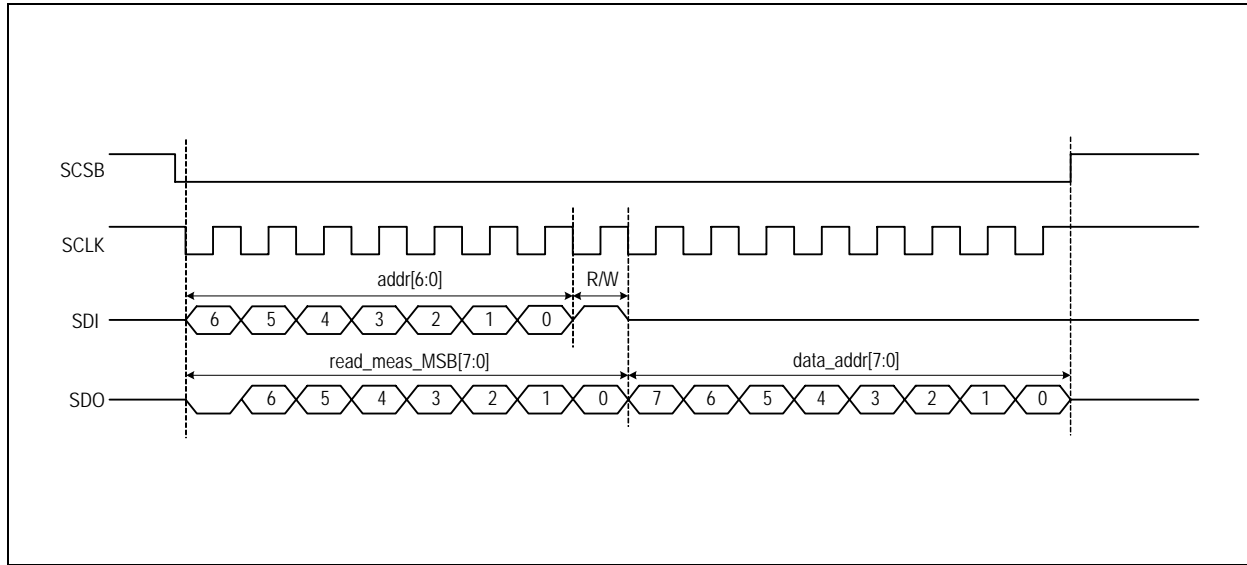 SCSB
SCLK
addr[6:0] R/W
SDI 6 5 4 3 2 1 0
read_meas_MSB[7:0] data_addr[7:0]
SDO 6 5 4 3 2 1 0 7 6 5 4 3 2 1 0